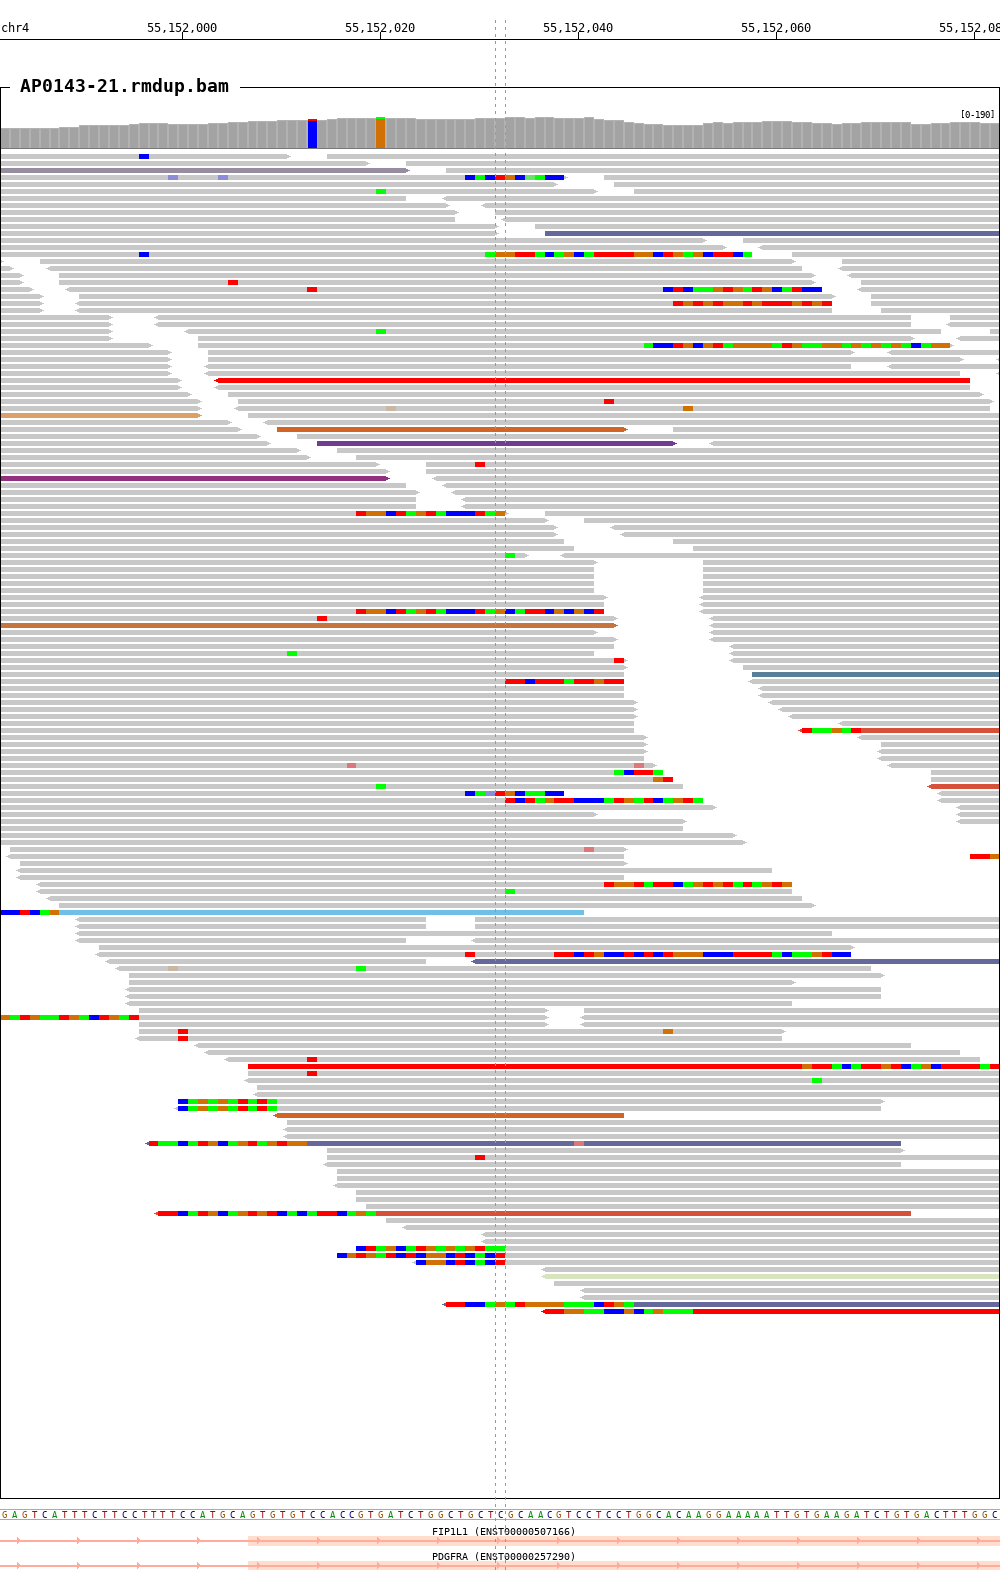 chr4 55,152,000 55,152,020 55,152,040 55,152,060 55,152,08
AP0143-21.rmdup.bam
[0-190]
GAGTCATTTCTTCCTTTTCCATGCAGTGTGTCCACCGTGATCTGGCTGCTCGCAACGTCCTCCTGGCACAAGGAAAAATTGTGAAGATCTGTGACTTTGGC
FIP1L1 (ENST00000507166)
PDGFRA (ENST00000257290)